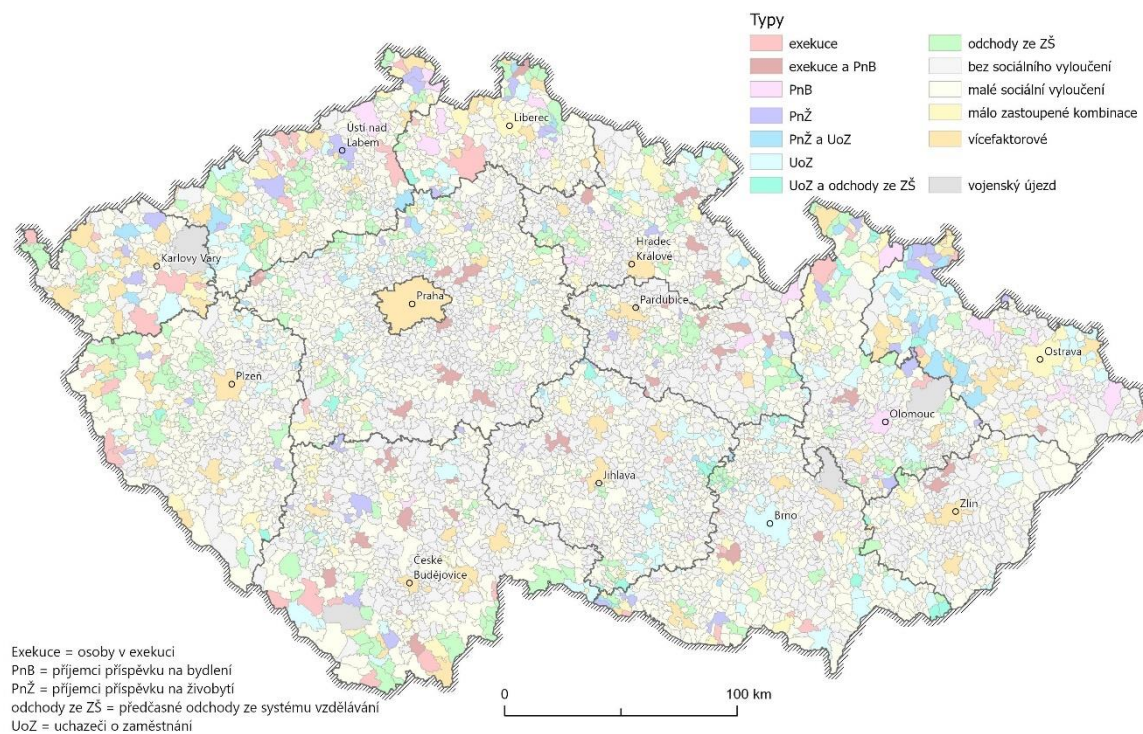 Typy
exekuce
exekuce a PnB
PnB
PnŽ
PnŽ a UoZ
UoZ
UoZ a odchody ze ZŠ
odchody ze ZŠ
bez sociálního vyloučení
malé sociální vyloučení
málo zastoupené kombinace
vícefaktorové
vojenský újezd
Liberec
Ústí nad
Labem
Karlovy Vary
Hradec
Králové
Praha
Pardubice
Plzeň
Ostrava
Olomouc
Jihlava
Brno
Zlín
České
Budějovice
Exekuce = osoby v exekuci
PnB = příjemci příspěvku na bydlení
PnŽ = příjemci příspěvku na živobytí
odchody ze ZŠ = předčasné odchody ze systému vzdělávání
UoZ = uchazeči o zaměstnání
0
100 km